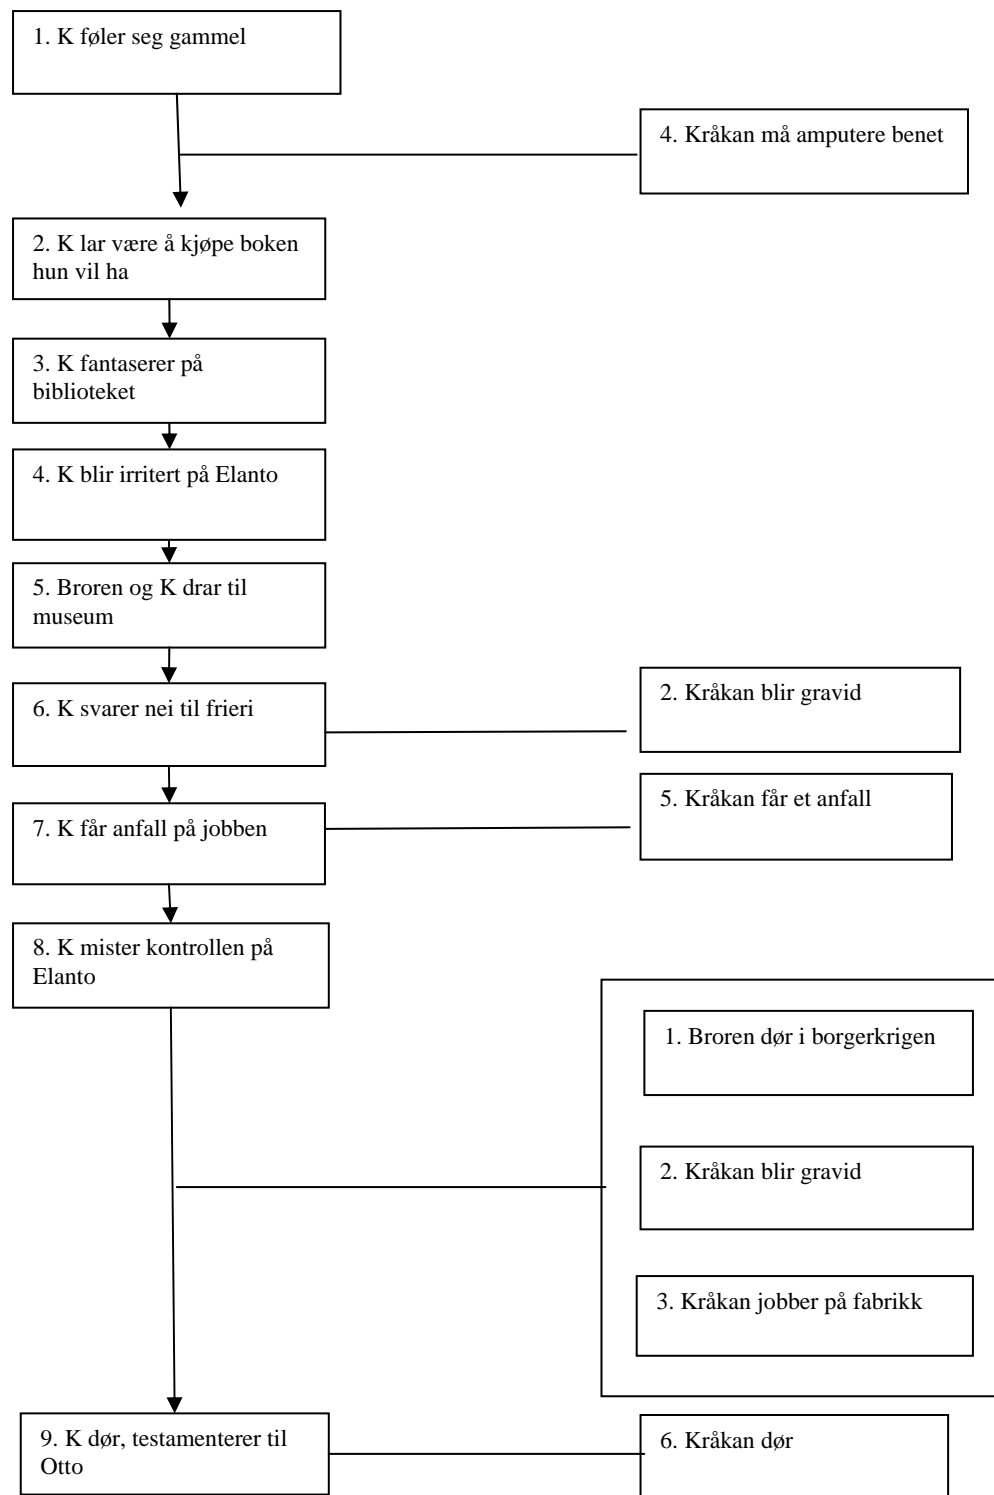 1. K føler seg gammel
4. Kråkan må amputere benet
2. K lar være å kjøpe boken
hun vil ha
3. K fantaserer på
biblioteket
4. K blir irritert på Elanto
5. Broren og K drar til
museum
6. K svarer nei til frieri
2. Kråkan blir gravid
7. K får anfall på jobben
5. Kråkan får et anfall
8. K mister kontrollen på
Elanto
1. Broren dør i borgerkrigen
2. Kråkan blir gravid
3. Kråkan jobber på fabrikk
9. K dør, testamenterer til
Otto
6. Kråkan dør